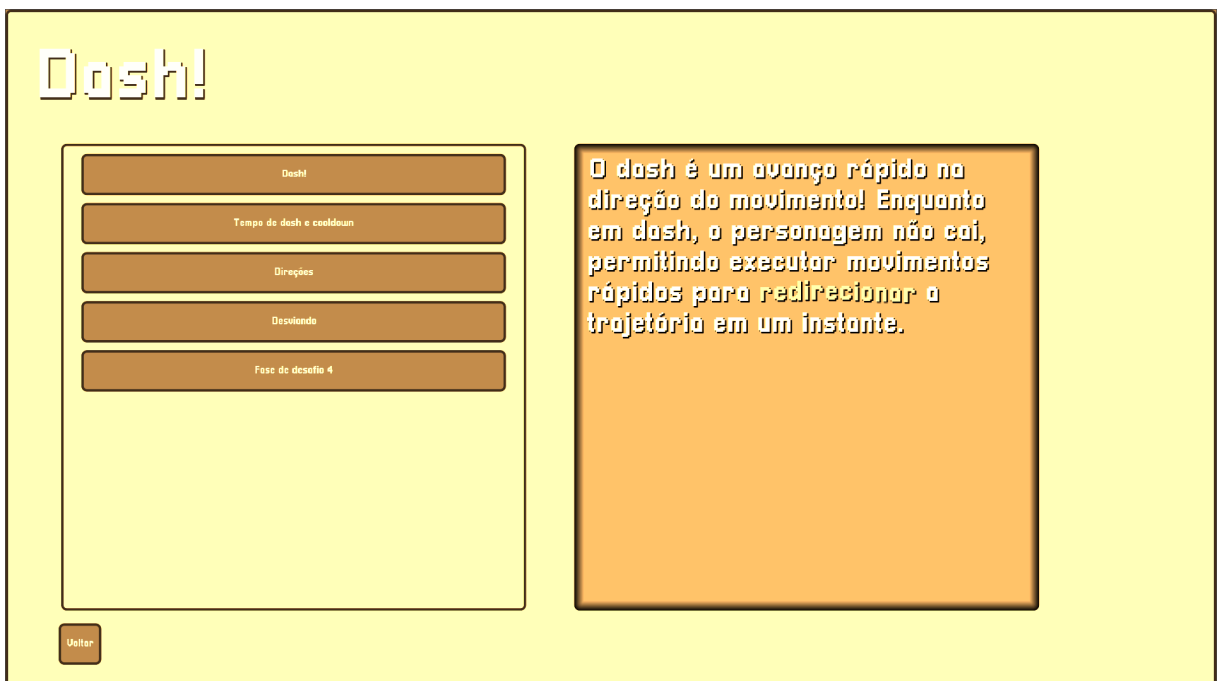 Dash!
Dash!
Tempo de dash e cooldown
Direções
Desviando
Fase de desafio 4
Voltar
O dash é um avanço rápido na
direção do movimento! Enquanto
em dash, o personagem não cai,
permitindo executar movimentos
rápidos para redirecionar a
trajetória em um instante.